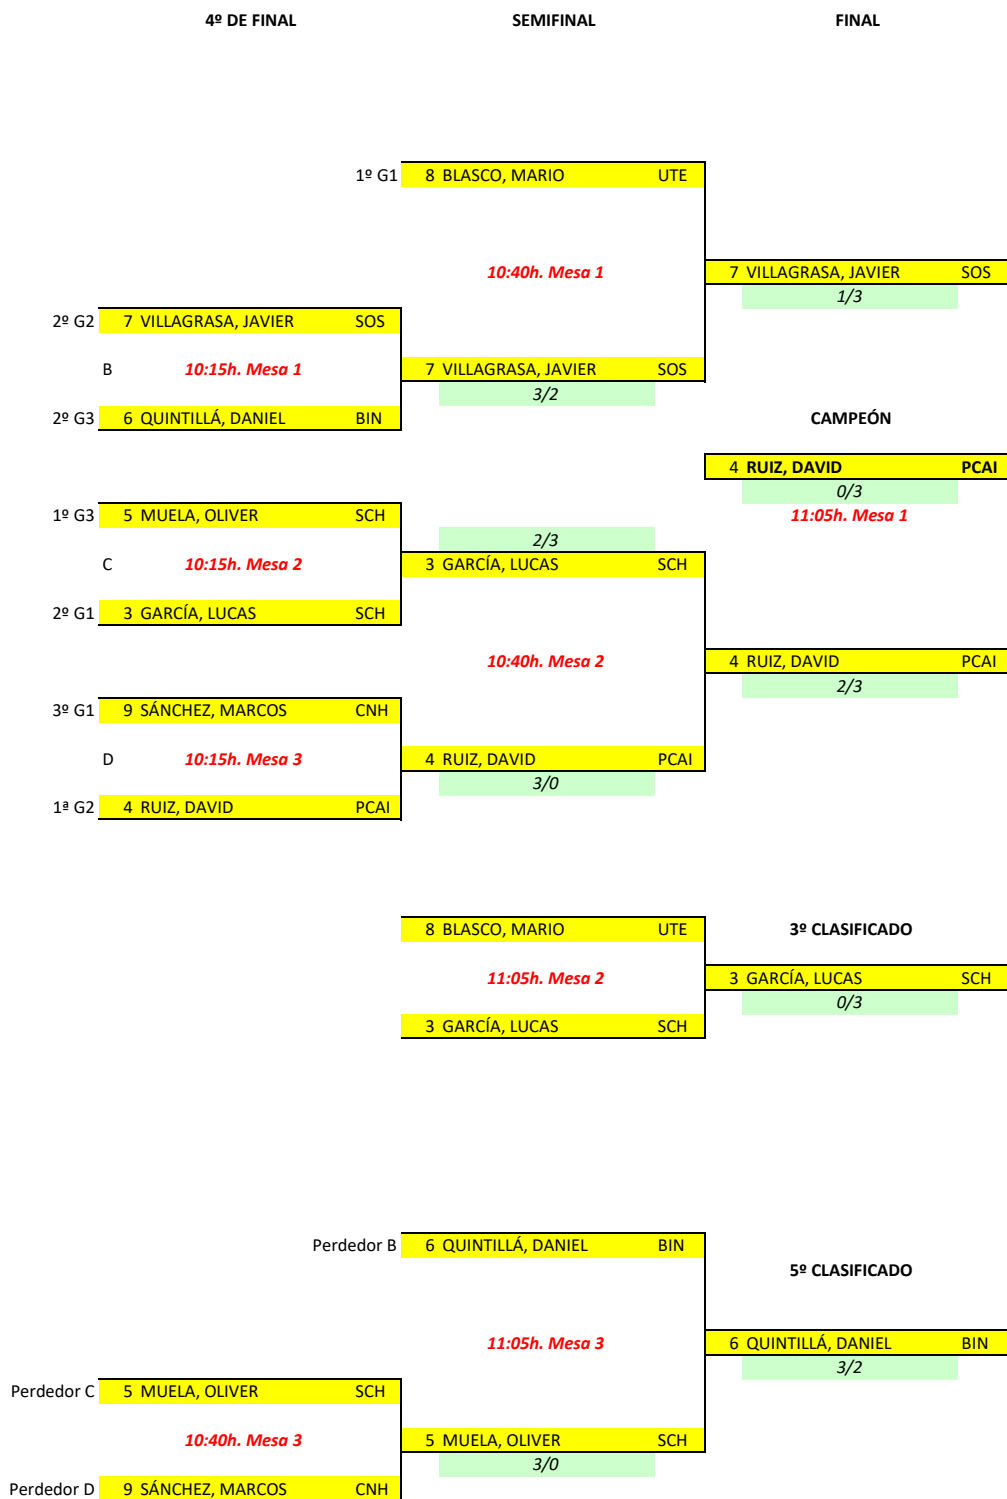 4º DE FINAL SEMIFINAL FINAL
1º G1 8 BLASCO, MARIO UTE
10:40h. Mesa 1 7 VILLAGRASA, JAVIER SOS
1/3
2º G2 7 VILLAGRASA, JAVIER SOS
B 10:15h. Mesa 1 7 VILLAGRASA, JAVIER SOS
3/2
2º G3 6 QUINTILLÁ, DANIEL BIN CAMPEÓN
4 RUIZ, DAVID PCAI
0/3
1º G3 5 MUELA, OLIVER SCH 11:05h. Mesa 1
2/3
C 10:15h. Mesa 2 3 GARCÍA, LUCAS SCH
2º G1 3 GARCÍA, LUCAS SCH
10:40h. Mesa 2 4 RUIZ, DAVID PCAI
2/3
3º G1 9 SÁNCHEZ, MARCOS CNH
D 10:15h. Mesa 3 4 RUIZ, DAVID PCAI
3/0
1ª G2 4 RUIZ, DAVID PCAI
8 BLASCO, MARIO UTE 3º CLASIFICADO
11:05h. Mesa 2 3 GARCÍA, LUCAS SCH
0/3
3 GARCÍA, LUCAS SCH
Perdedor B 6 QUINTILLÁ, DANIEL BIN
5º CLASIFICADO
11:05h. Mesa 3 6 QUINTILLÁ, DANIEL BIN
3/2
Perdedor C 5 MUELA, OLIVER SCH
10:40h. Mesa 3 5 MUELA, OLIVER SCH
3/0
Perdedor D 9 SÁNCHEZ, MARCOS CNH